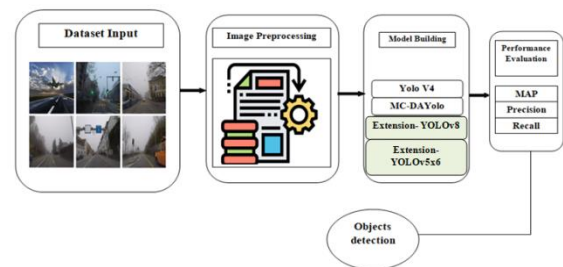 Dataset Input
Image Preprocessing
Model Building
Yolo V4
MC-DAYolo
Extension- YOLOv8
Extension-
YOLOv5x6
Performance
Evaluation
MAP
Precision
Recall
Objects
detection